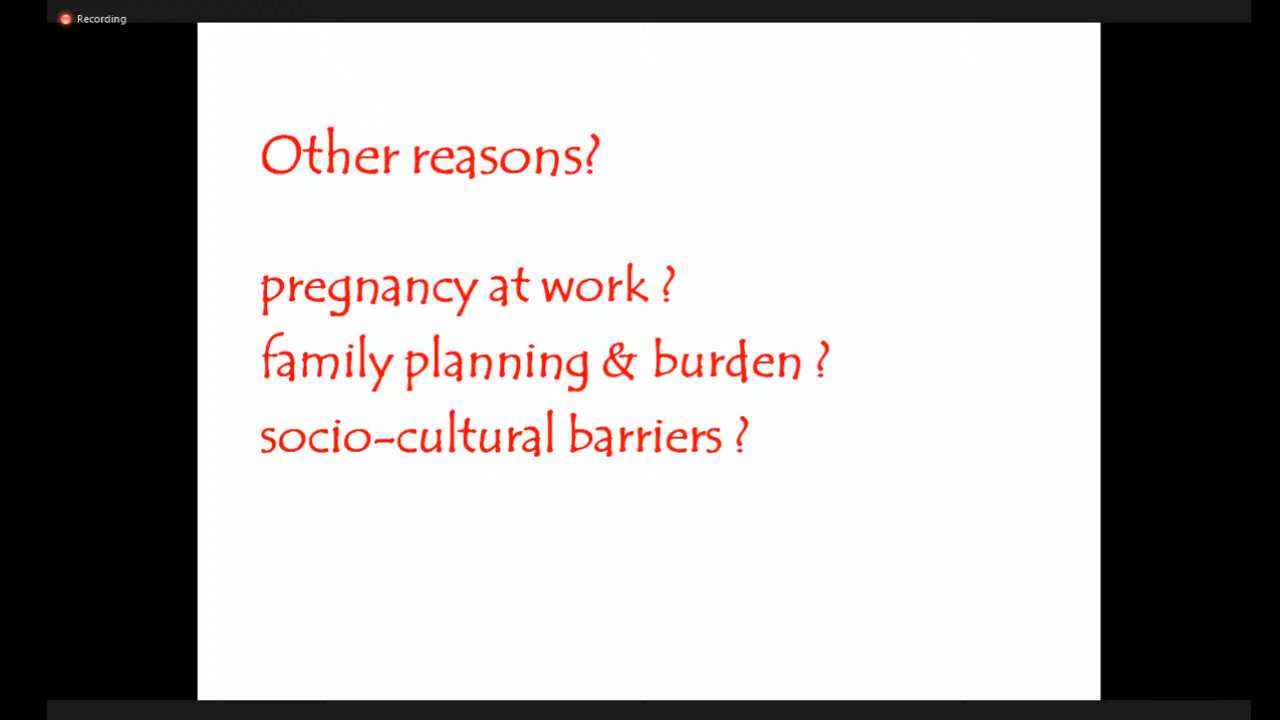 Recording
Other reasons?
pregnancy at work ?
family planning & burden ?
socio-cultural barriers ?